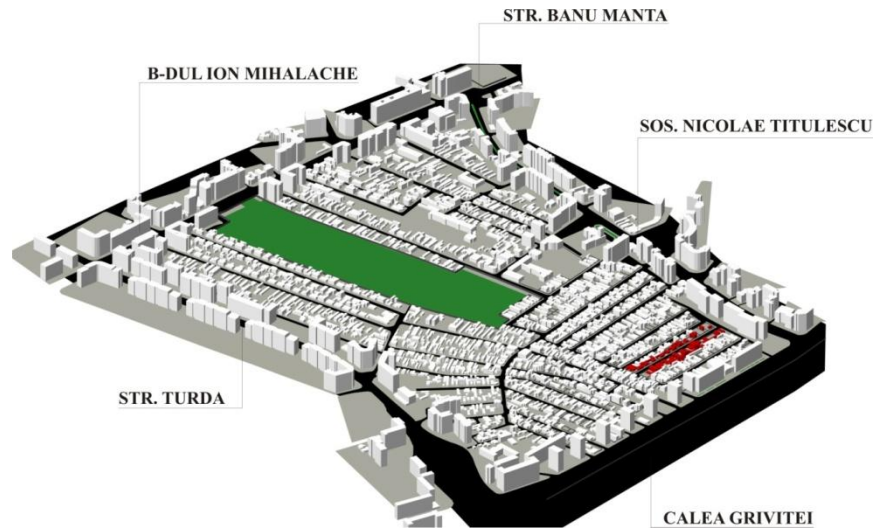 STR. BANU MANTA
B-DUL ION MIHALACHE
SOS. NICOLAE TITULESCU
STR. TURDA
CALEA GRIVITEI